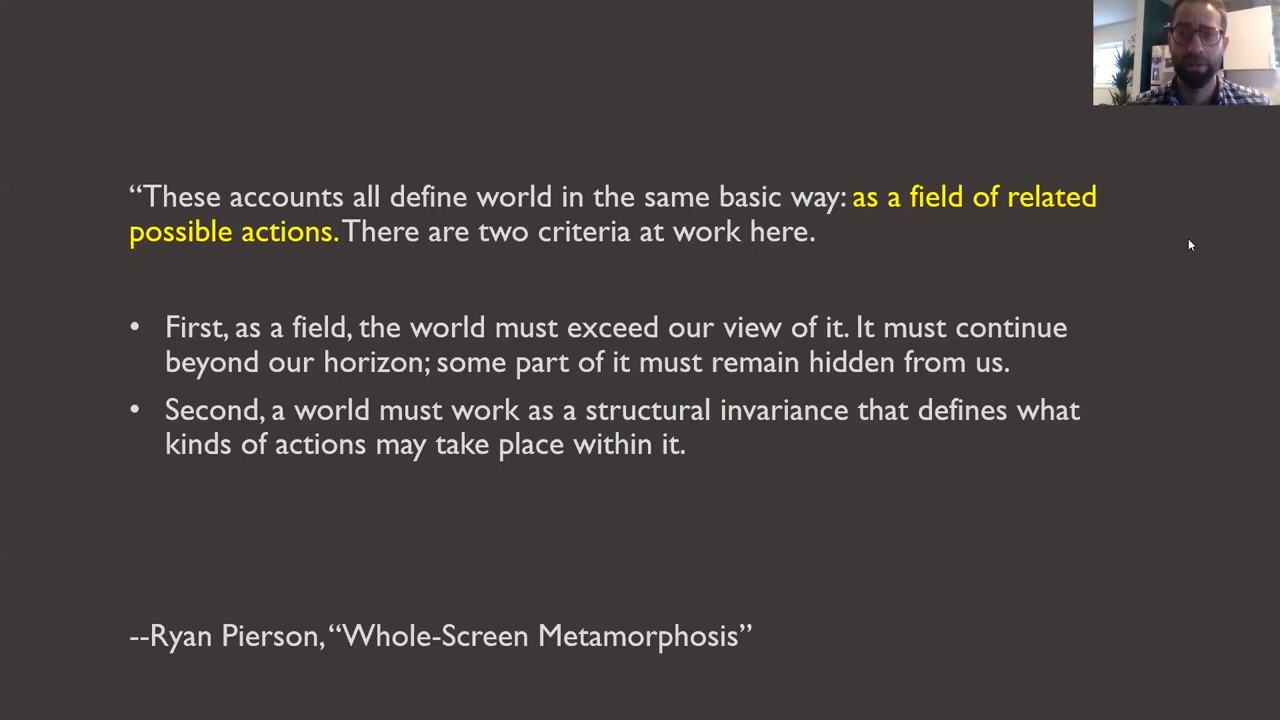 “These accounts all define world in the same basic way: as a field of related
possible actions. There are two criteria at work here.
• First, as a field, the world must exceed our view of it. It must continue
beyond our horizon; some part of it must remain hidden from us.
• Second, a world must work as a structural invariance that defines what
kinds of actions may take place within it.
--Ryan Pierson, “Whole-Screen Metamorphosis”